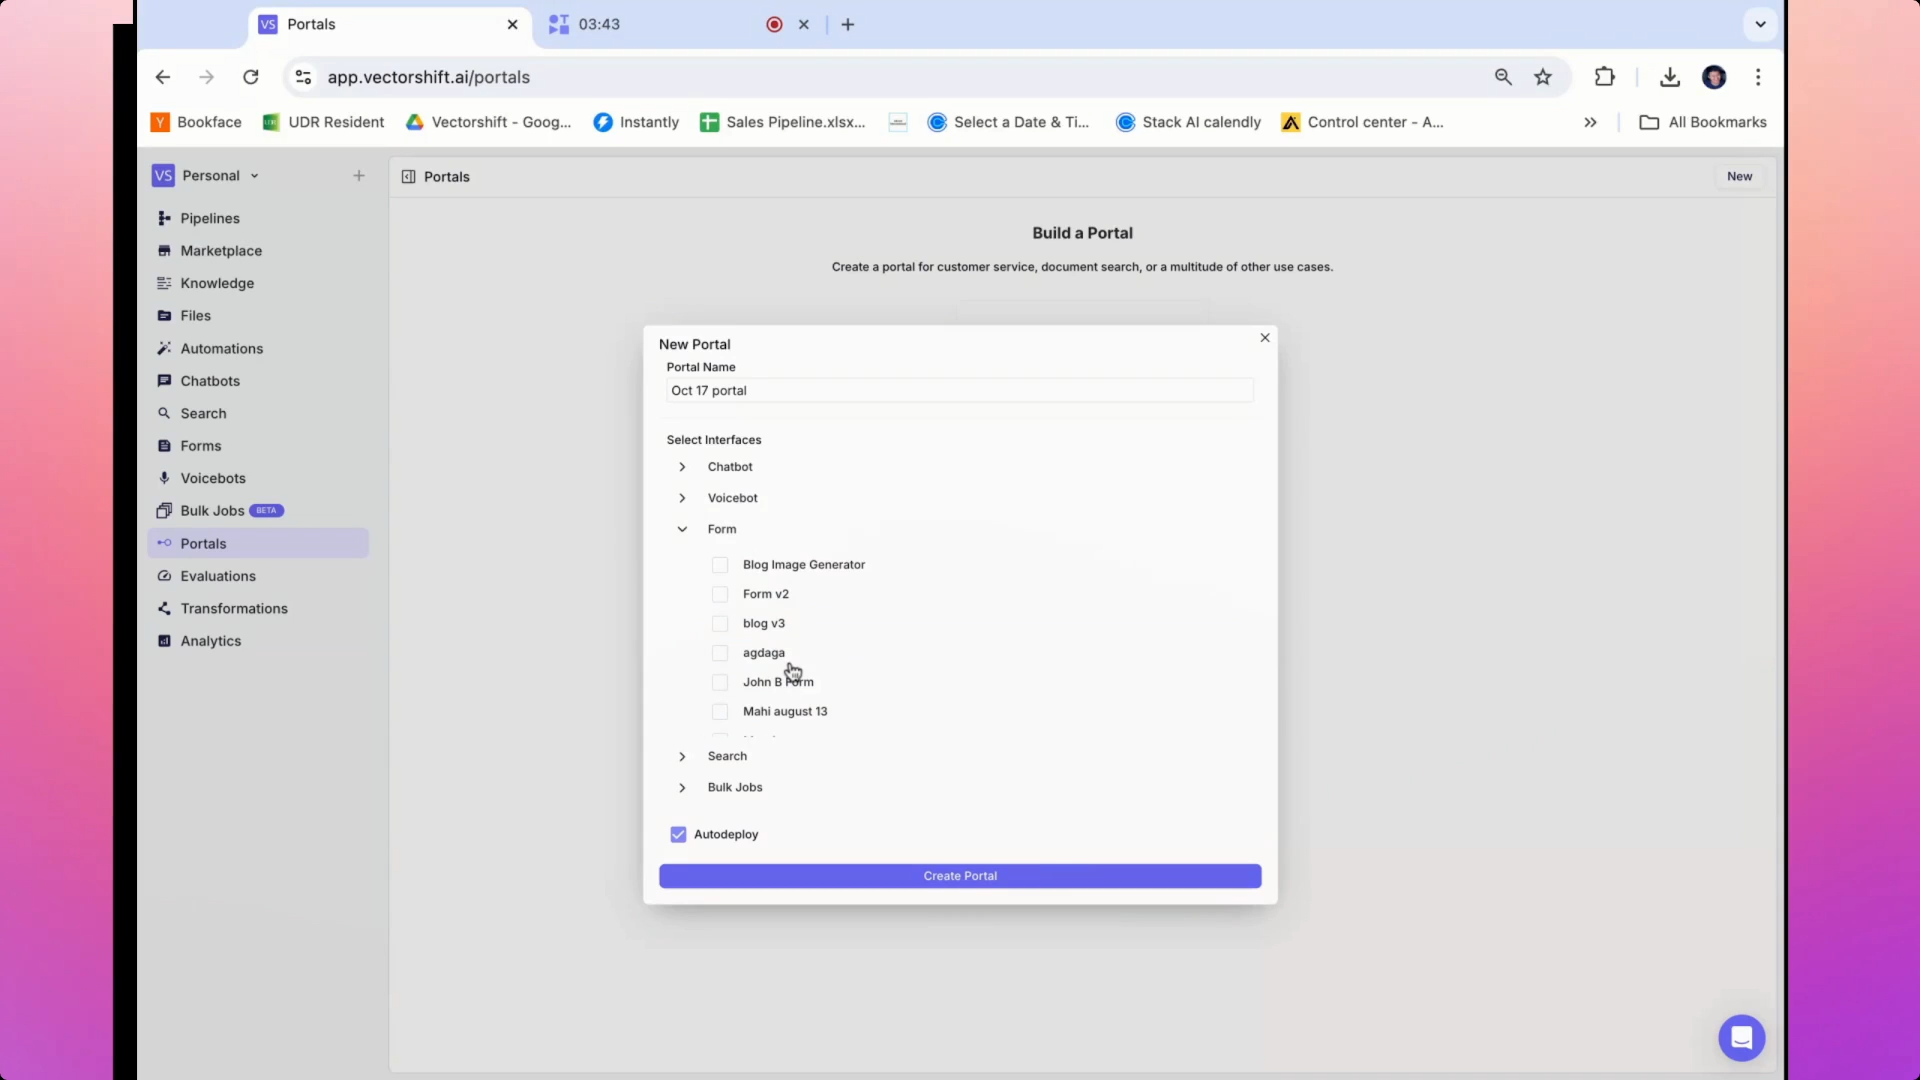 VS Portals
03:43
app.vectorshift.ai/portals
Bookface
UDR Resident
Vectorshift - Goog...
Instantly
Sales Pipeline.xlsx...
Select a Date & Ti...
Stack AI calendly
Control center - A...
All Bookmarks
VS Personal
Portals
New
Pipelines
Marketplace
Knowledge
Files
Automations
Chatbots
Search
Forms
Voicebots
Bulk Jobs BETA
Portals
Evaluations
Transformations
Analytics
Build a Portal
Create a portal for customer service, document search, or a multitude of other use cases.
New Portal
Portal Name
Oct 17 portal
Select Interfaces
Chatbot
Voicebot
Form
Blog Image Generator
Form v2
blog v3
agdaga
John B Form
Mahi august 13
Search
Bulk Jobs
Autodeploy
Create Portal